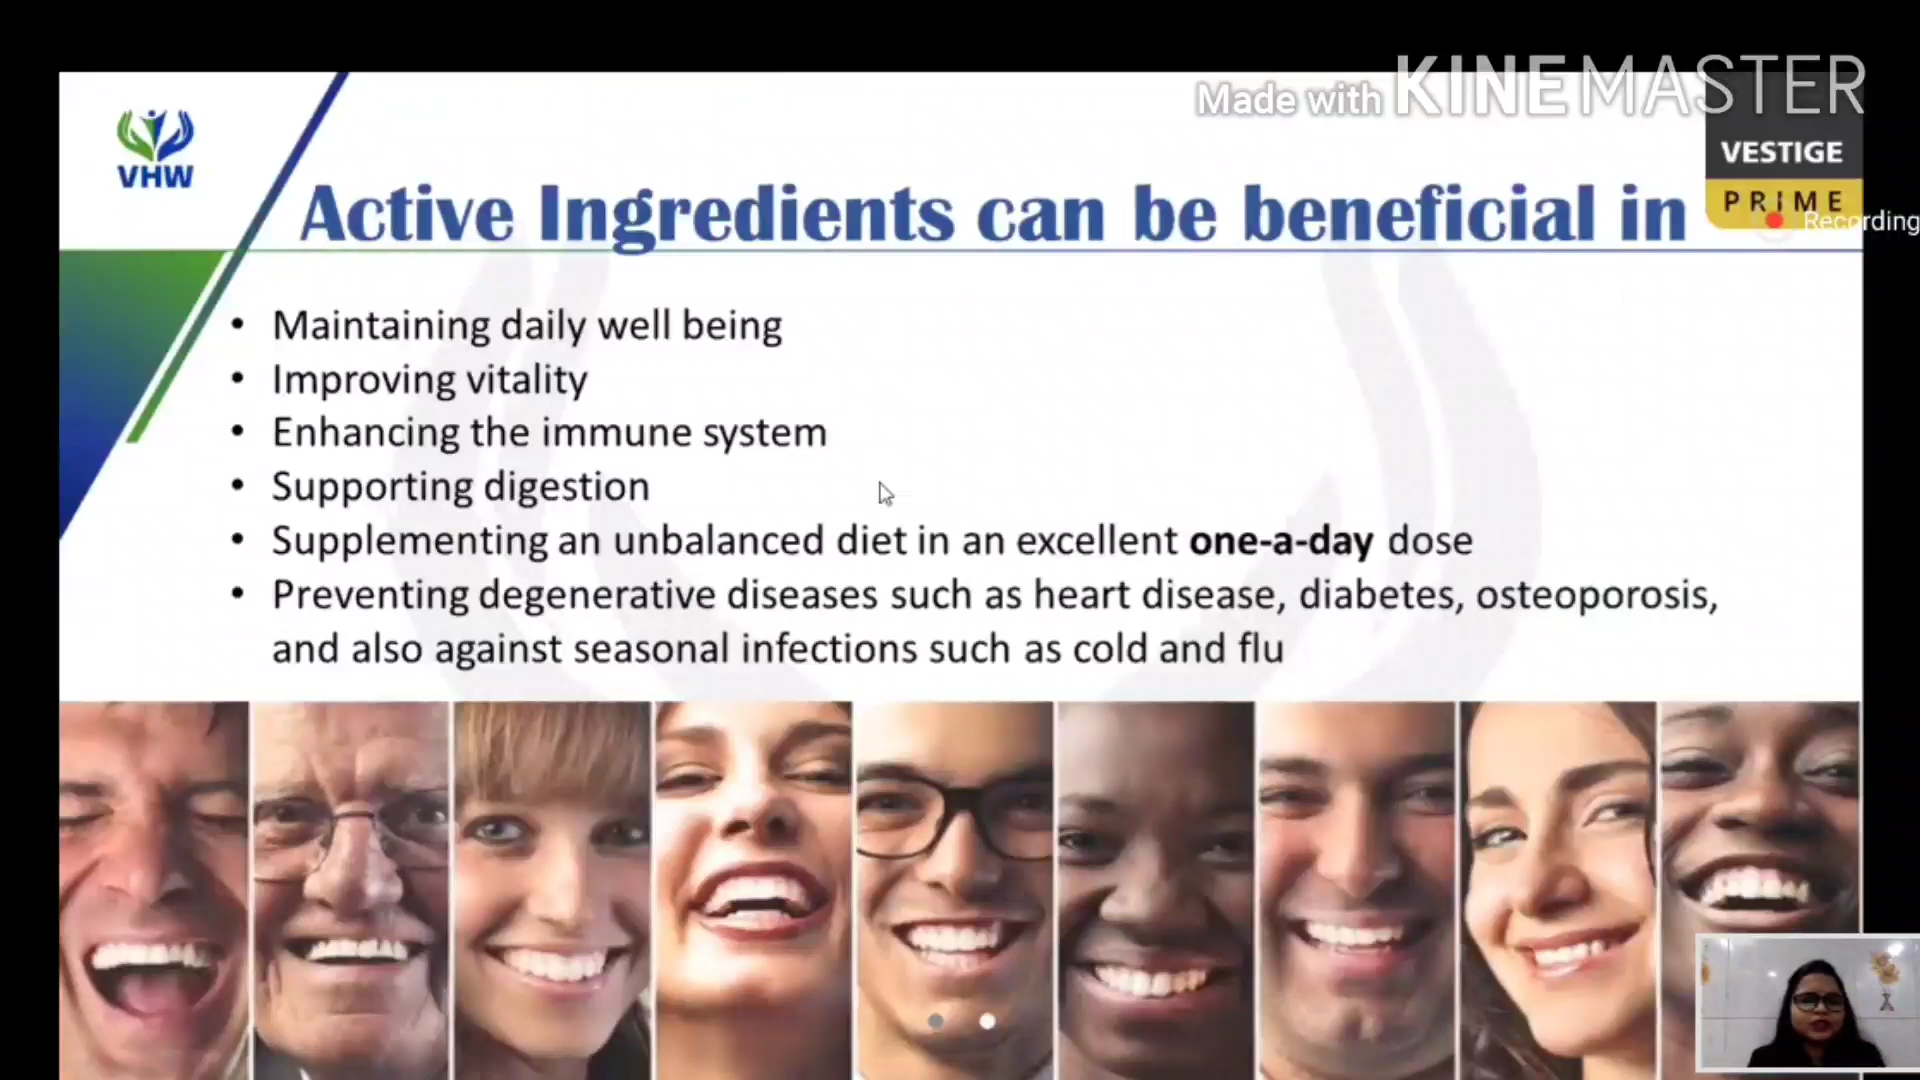 Made with KINEMASTER
VHW
VESTIGE
PRIME
Recording
Active Ingredients can be beneficial in
• Maintaining daily well being
• Improving vitality
• Enhancing the immune system
• Supporting digestion
• Supplementing an unbalanced diet in an excellent one-a-day dose
• Preventing degenerative diseases such as heart disease, diabetes, osteoporosis,
and also against seasonal infections such as cold and flu